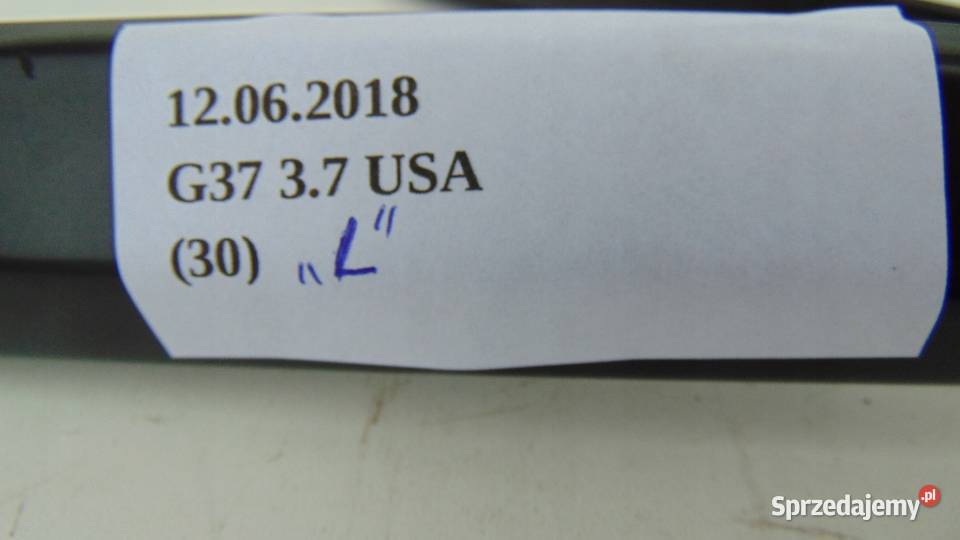 12.06.2018
G37 3.7 USA
(30) „L”
Sprzedajemy.pl